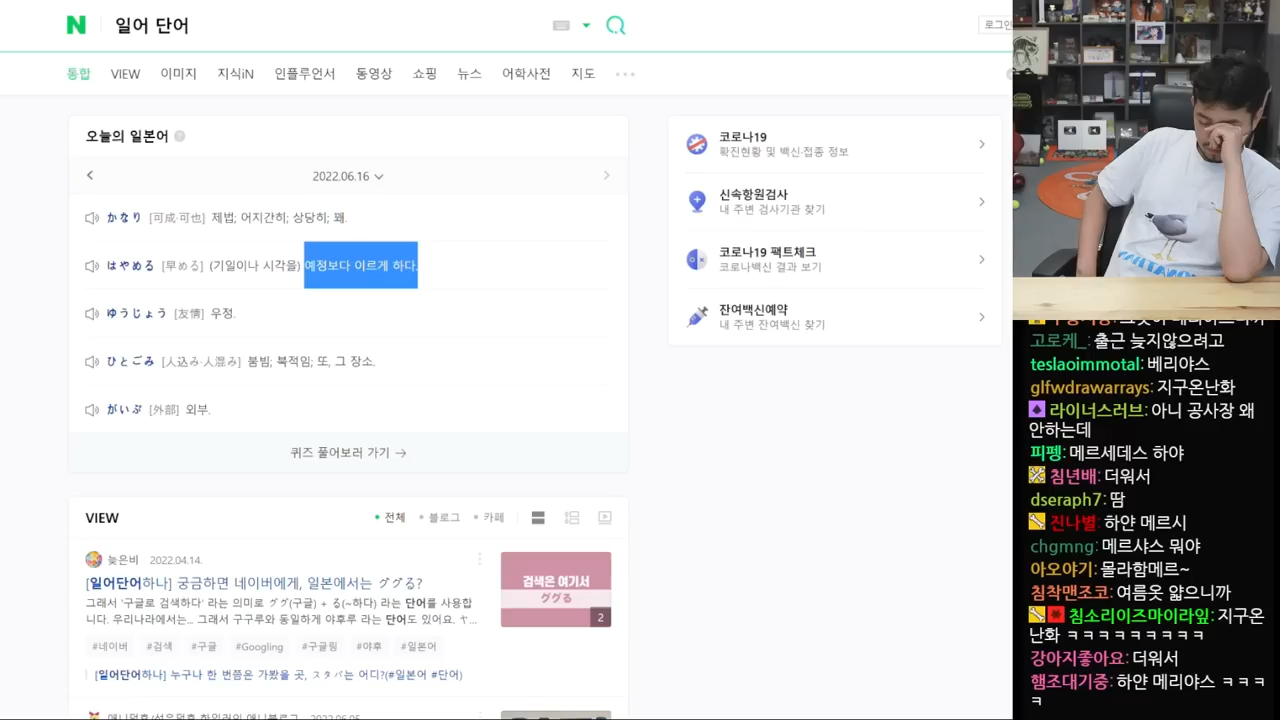 N 일어 단어
로그인
통합 VIEW 이미지 지식iN 인플루언서 동영상 쇼핑 뉴스 어학사전 지도
오늘의 일본어
2022.06.16
かなり [可成·可也] 제법; 어지간히; 상당히; 꽤.
はやめる [早める] (기일이나 시각을) 예정보다 이르게 하다.
ゆうじょう [友情] 우정.
ひとごみ [人込み·人混み] 붐빔; 북적임; 또, 그 장소.
がいぶ [外部] 외부.
퀴즈 풀어보러 가기 →
코로나19
확진현황 및 백신·접종 정보
신속항원검사
내 주변 검사기관 찾기
코로나19 팩트체크
코로나백신 결과 보기
잔여백신예약
내 주변 잔여백신 찾기
VIEW
전체 블로그 카페
늦은비 2022.04.14.
[일어단어하나] 궁금하면 네이버에게, 일본에서는 ググる?
그래서 '구글로 검색하다' 라는 의미로 ググ(구글) + る(~하다) 라는 단어를 사용합
니다. 우리나라에서는... 그래서 구구루와 동일하게 야후루 라는 단어도 있어요. ヤ...
검색은 여기서
ググる
2
#네이버 #검색 #구글 #Googling #구글링 #야후 #일본어
[일어단어하나] 누구나 한 번쯤은 가봤을 곳, スタバ는 어디?(#일본어 #단어)
고로케_: 출근 늦지않으려고
teslaoimmotal: 베리야스
glfwdrawarrays: 지구온난화
라이너스러브: 아니 공사장 왜
안하는데
피펭: 메르세데스 하야
침년배: 더워서
dseraph7: 땀
진나별: 하얀 메르시
chgmng: 메르샤스 뭐야
아오야기: 몰라함메르~
침착맨조코: 여름옷 얇으니까
침소리이즈마이라잎: 지구온
난화 ㅋㅋㅋㅋㅋㅋㅋㅋㅋ
강아지좋아요: 더워서
햄조대기중: 하얀 메리야스 ㅋㅋㅋ
ㅋ